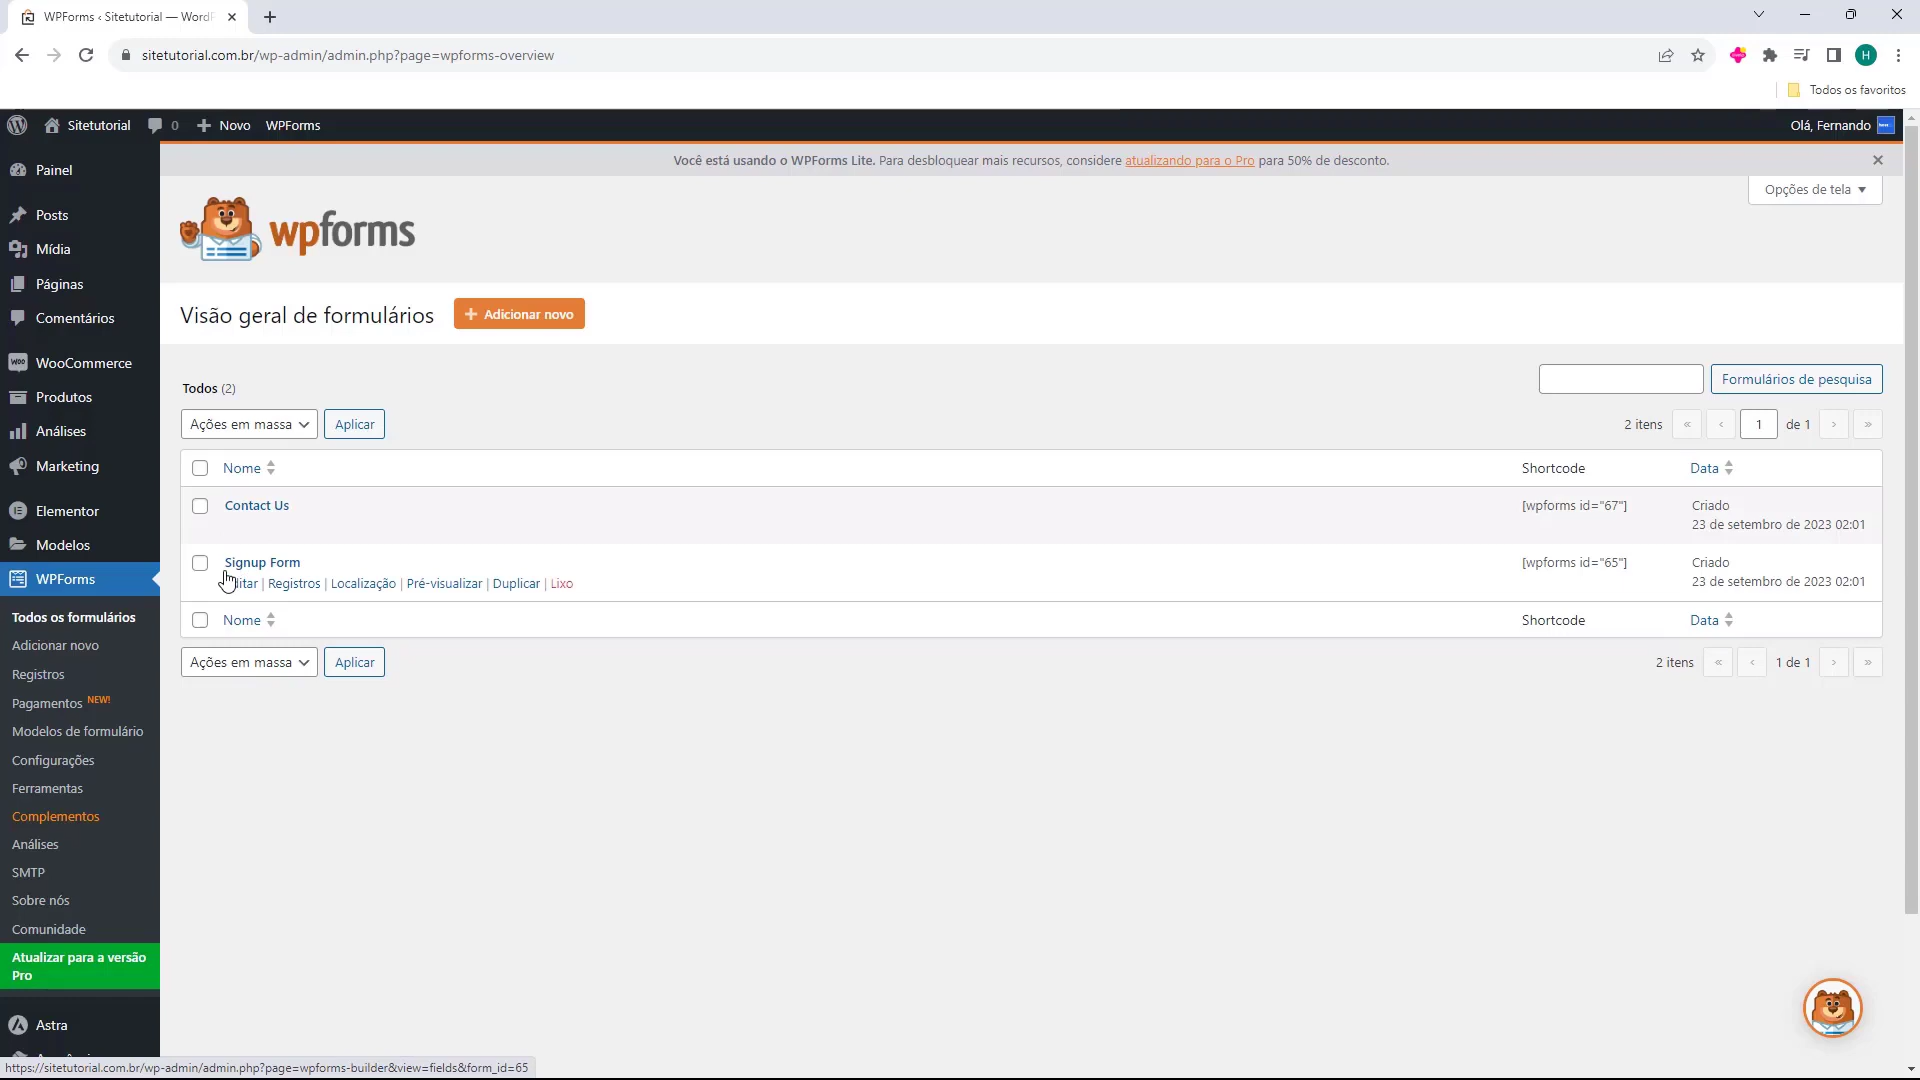 WPForms ‹ Sitetutorial — WordP
sitetutorial.com.br/wp-admin/admin.php?page=wpforms-overview
H
Todos os favoritos
Sitetutorial 0 Novo WPForms
Olá, Fernando
Você está usando o WPForms Lite. Para desbloquear mais recursos, considere atualizando para o Pro para 50% de desconto.
Opções de tela
wpforms
Visão geral de formulários
Adicionar novo
Todos (2)
Formulários de pesquisa
Ações em massa Aplicar
2 itens « ‹ 1 de 1 › »
Nome Shortcode Data
Contact Us [wpforms id="67"] Criado
23 de setembro de 2023 02:01
Signup Form [wpforms id="65"] Criado
itar | Registros | Localização | Pré-visualizar | Duplicar | Lixo 23 de setembro de 2023 02:01
Nome Shortcode Data
Ações em massa Aplicar
2 itens « ‹ 1 de 1 › »
Painel
Posts
Mídia
Páginas
Comentários
WooCommerce
Produtos
Análises
Marketing
Elementor
Modelos
WPForms
Todos os formulários
Adicionar novo
Registros
Pagamentos NEW!
Modelos de formulário
Configurações
Ferramentas
Complementos
Análises
SMTP
Sobre nós
Comunidade
Atualizar para a versão
Pro
Astra
https://sitetutorial.com.br/wp-admin/admin.php?page=wpforms-builder&view=fields&form_id=65